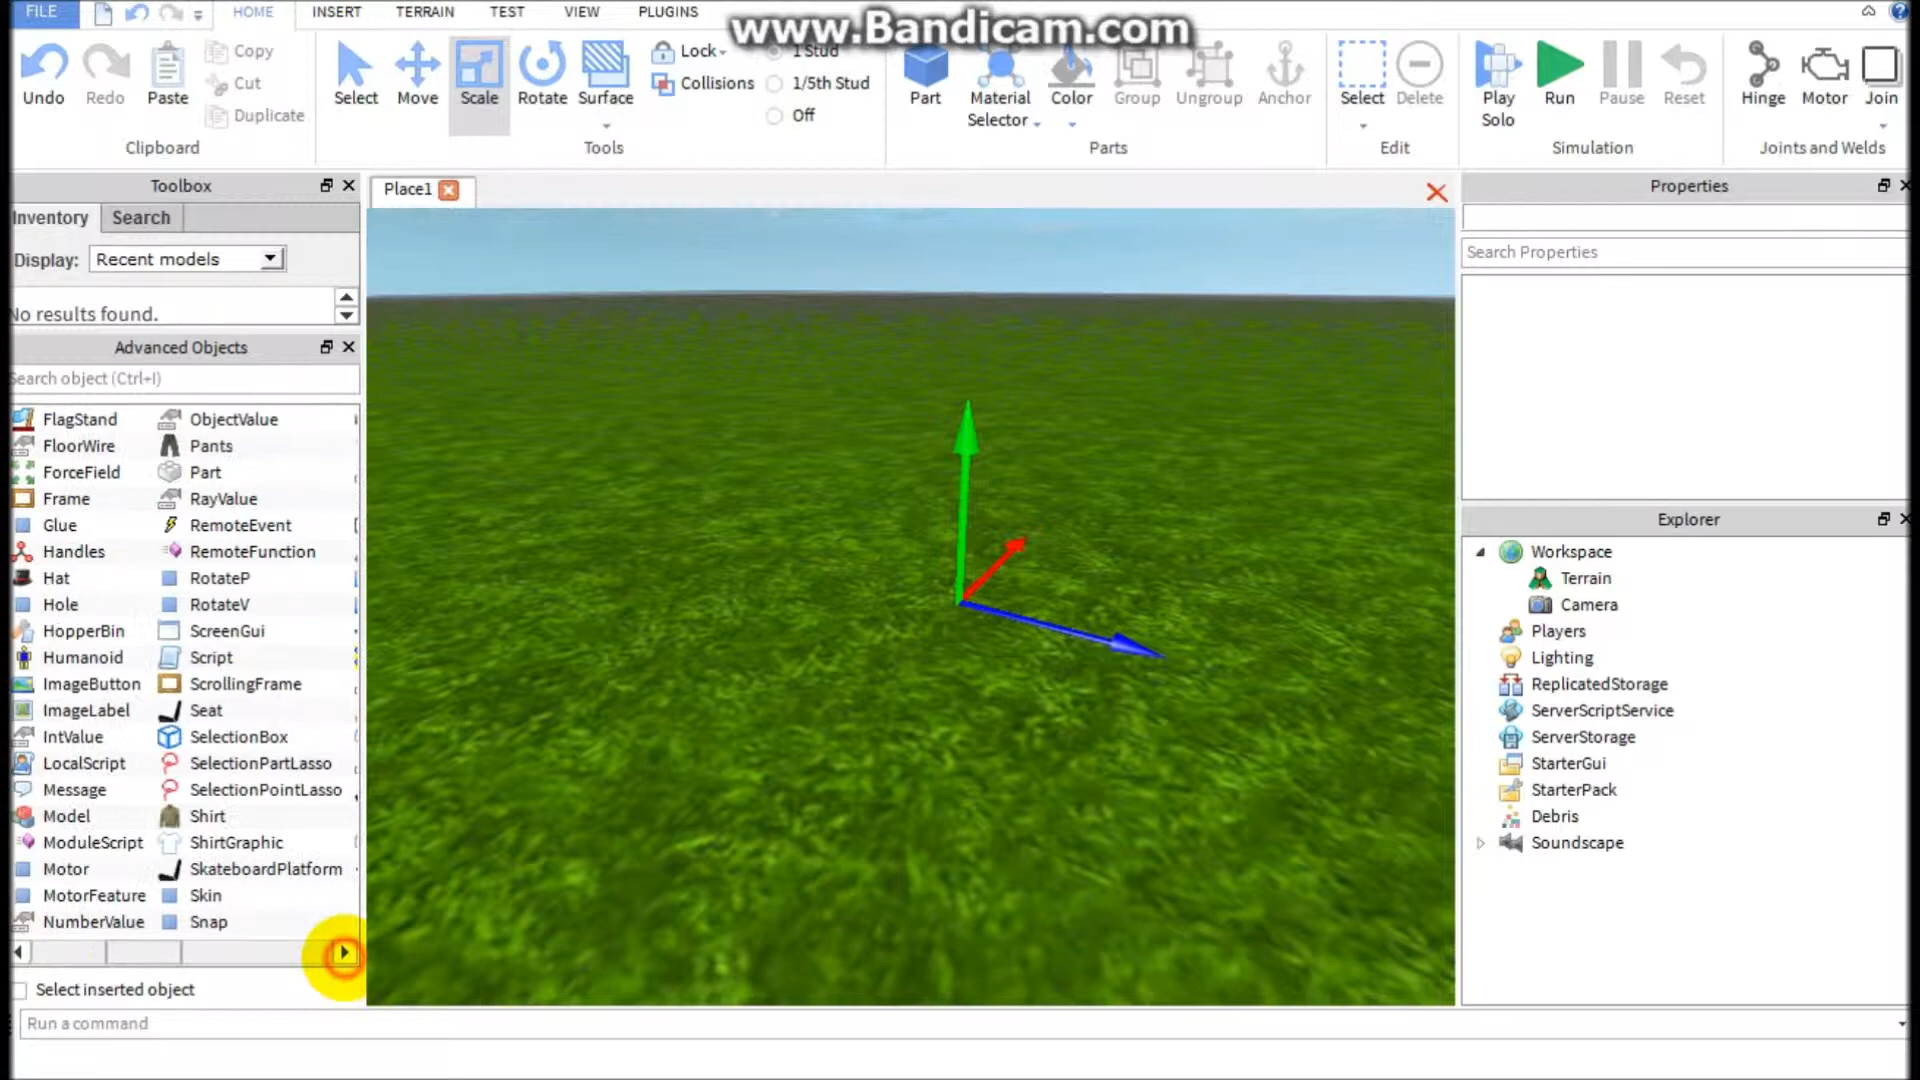 FILE HOME INSERT TERRAIN TEST VIEW PLUGINS
www.Bandicam.com
Undo Redo Paste Copy Cut Duplicate
Clipboard
Select Move Scale Rotate Surface Lock Collisions 1 Stud 1/5th Stud Off
Tools
Part Material Selector Color Group Ungroup Anchor
Parts
Select Delete
Edit
Play Solo Run Pause Reset
Simulation
Hinge Motor Join
Joints and Welds
Toolbox
Inventory Search
Display: Recent models
No results found.
Advanced Objects
Search object (Ctrl+I)
FlagStand ObjectValue
FloorWire Pants
ForceField Part
Frame RayValue
Glue RemoteEvent
Handles RemoteFunction
Hat RotateP
Hole RotateV
HopperBin ScreenGui
Humanoid Script
ImageButton ScrollingFrame
ImageLabel Seat
IntValue SelectionBox
LocalScript SelectionPartLasso
Message SelectionPointLasso
Model Shirt
ModuleScript ShirtGraphic
Motor SkateboardPlatform
MotorFeature Skin
NumberValue Snap
Select inserted object
Run a command
Place1
Properties
Search Properties
Explorer
Workspace
Terrain
Camera
Players
Lighting
ReplicatedStorage
ServerScriptService
ServerStorage
StarterGui
StarterPack
Debris
Soundscape